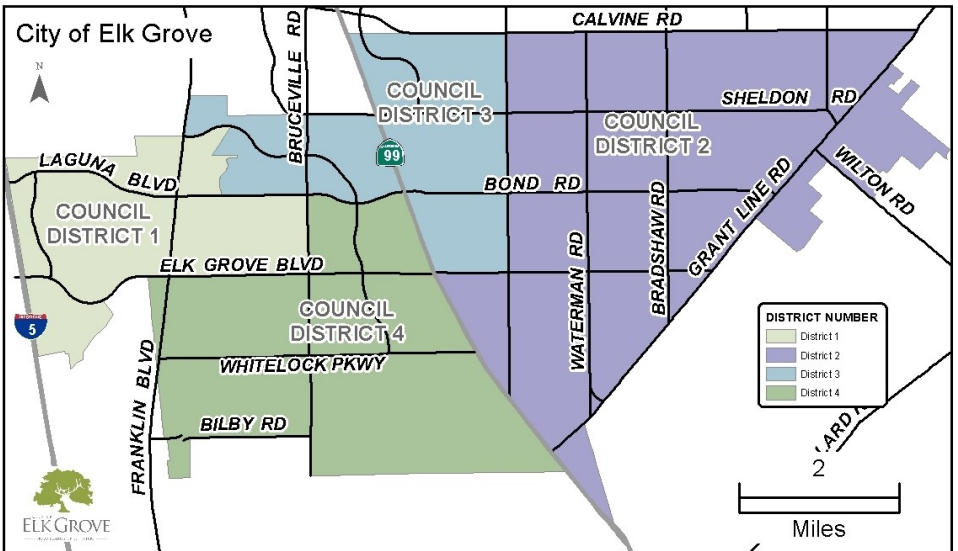 City of Elk Grove
N
CALVINE RD
BRUCEVILLE RD
COUNCIL
DISTRICT 3
SHELDON RD
COUNCIL
DISTRICT 2
99
LAGUNA BLVD
BOND RD
WILTON RD
COUNCIL
DISTRICT 1
GRANT LINE RD
BRADSHAW RD
WATERMAN RD
ELK GROVE BLVD
COUNCIL
DISTRICT 4
5
WHITELOCK PKWY
FRANKLIN BLVD
BILBY RD
DISTRICT NUMBER
District 1
District 2
District 3
District 4
2
Miles
ELK GROVE